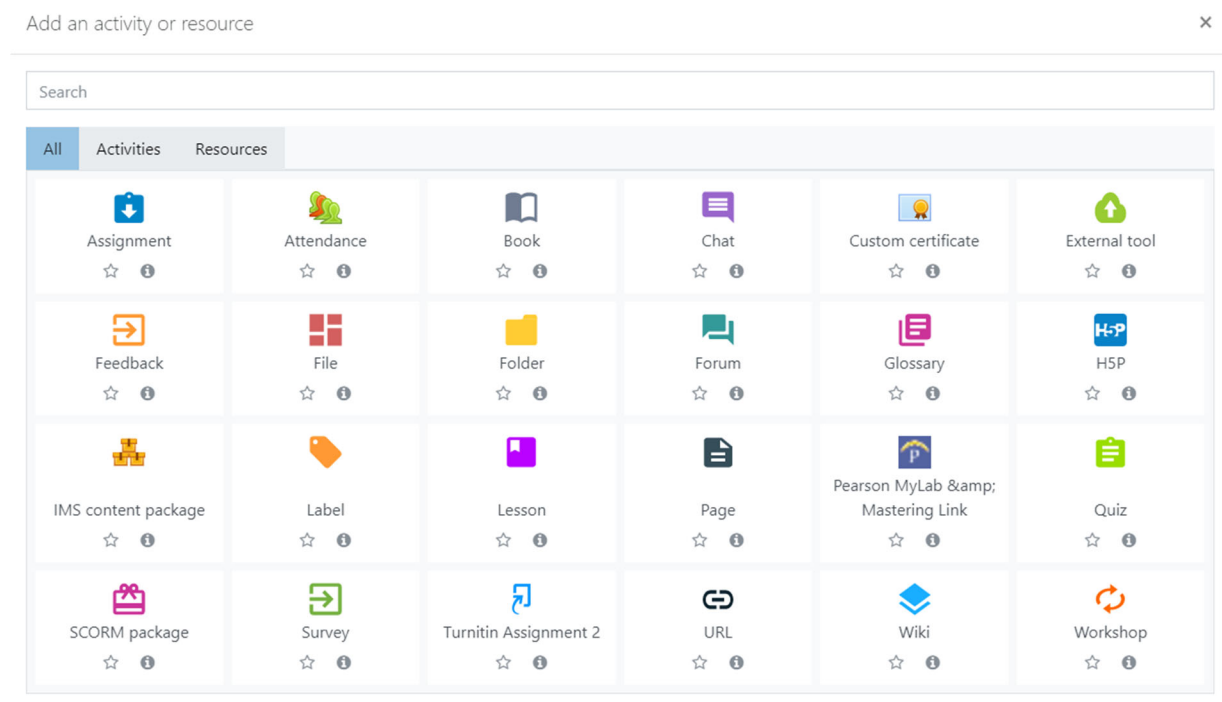 Add an activity or resource ×
Search
All Activities Resources
Assignment Attendance Book Chat Custom certificate External tool
Feedback File Folder Forum Glossary H5P
H5P
P
Pearson MyLab &amp;
IMS content package Label Lesson Page Mastering Link Quiz
SCORM package Survey Turnitin Assignment 2 URL Wiki Workshop